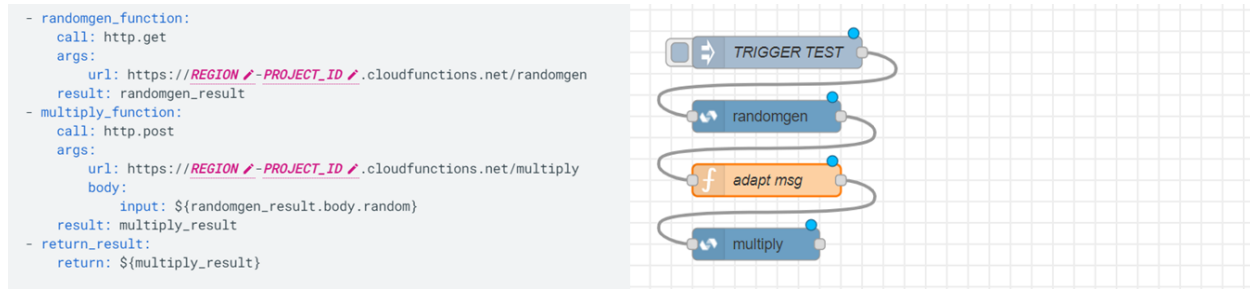 - randomgen_function:
call: http.get
args:
url: https://REGION-PROJECT_ID.cloudfunctions.net/randomgen
result: randomgen_result
- multiply_function:
call: http.post
args:
url: https://REGION-PROJECT_ID.cloudfunctions.net/multiply
body:
input: ${randomgen_result.body.random}
result: multiply_result
- return_result:
return: ${multiply_result}
TRIGGER TEST
randomgen
adapt msg
multiply